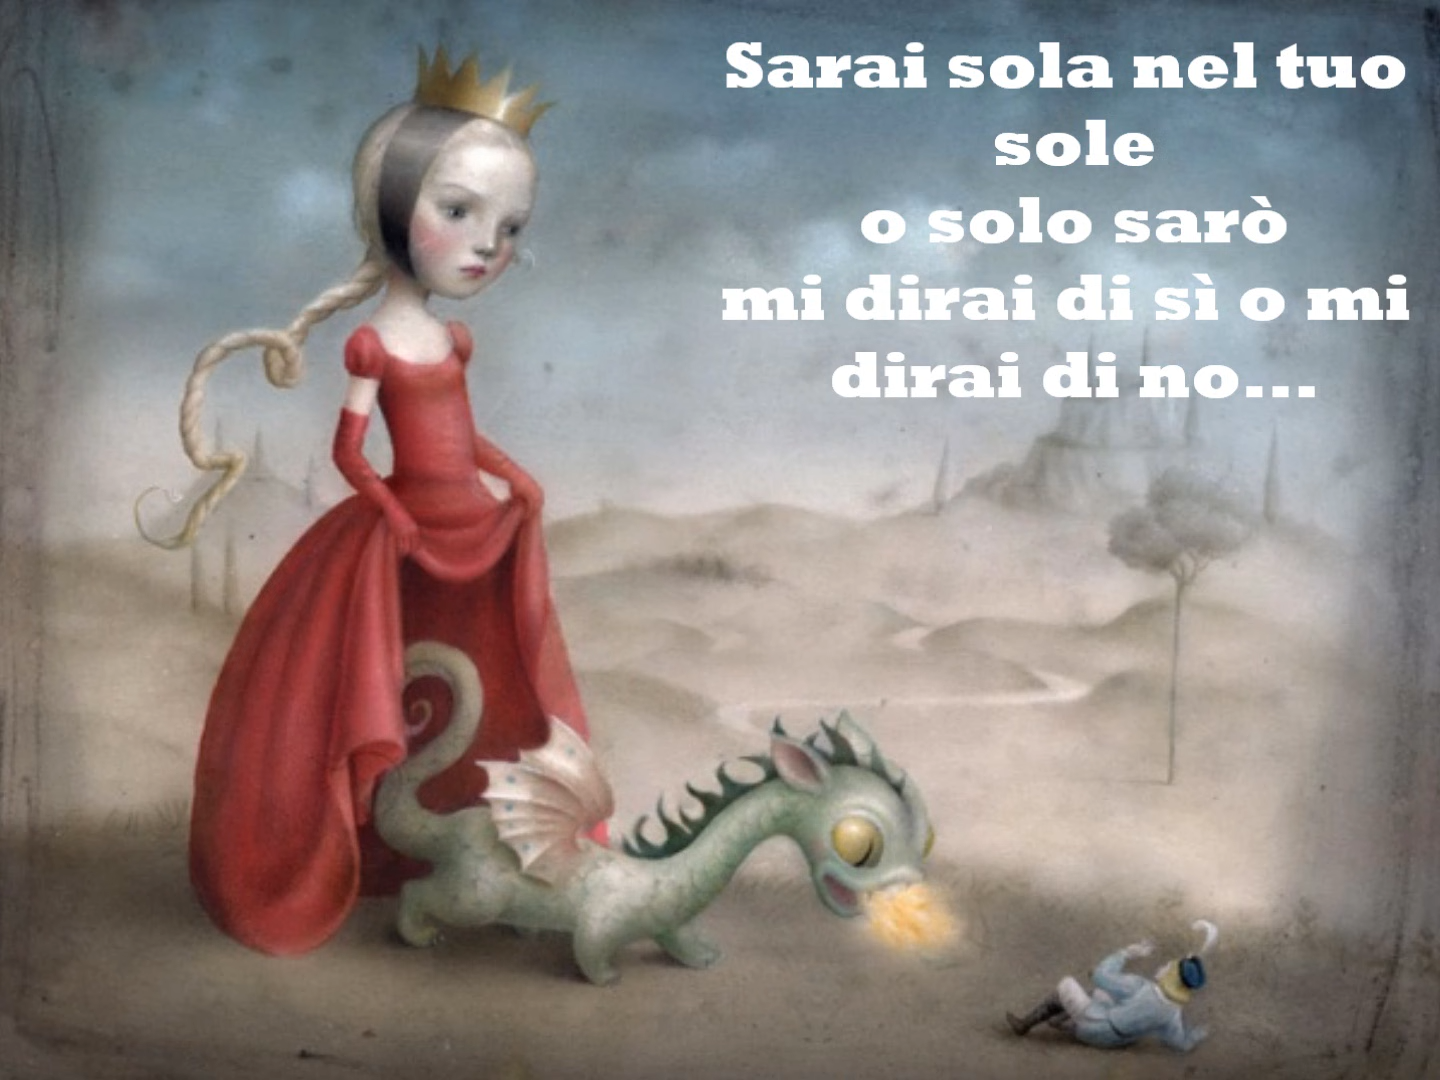 Sarai sola nel tuo
sole
o solo sarò
mi dirai di sì o mi
dirai di no...